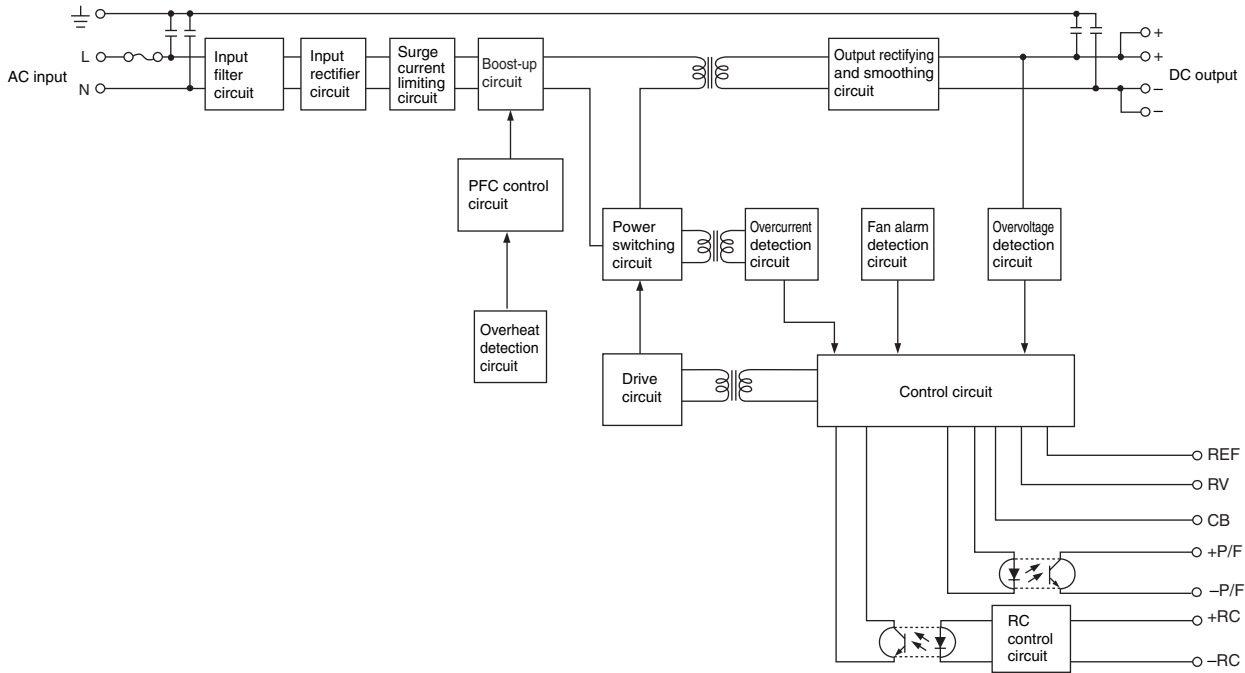 L
AC input
N
Input
filter
circuit
Input
rectifier
circuit
Surge
current
limiting
circuit
Boost-up
circuit
Output rectifying
and smoothing
circuit
+
+
DC output
−
−
PFC control
circuit
Power
switching
circuit
Overcurrent
detection
circuit
Fan alarm
detection
circuit
Overvoltage
detection
circuit
Overheat
detection
circuit
Drive
circuit
Control circuit
REF
RV
CB
+P/F
−P/F
RC
control
circuit
+RC
−RC